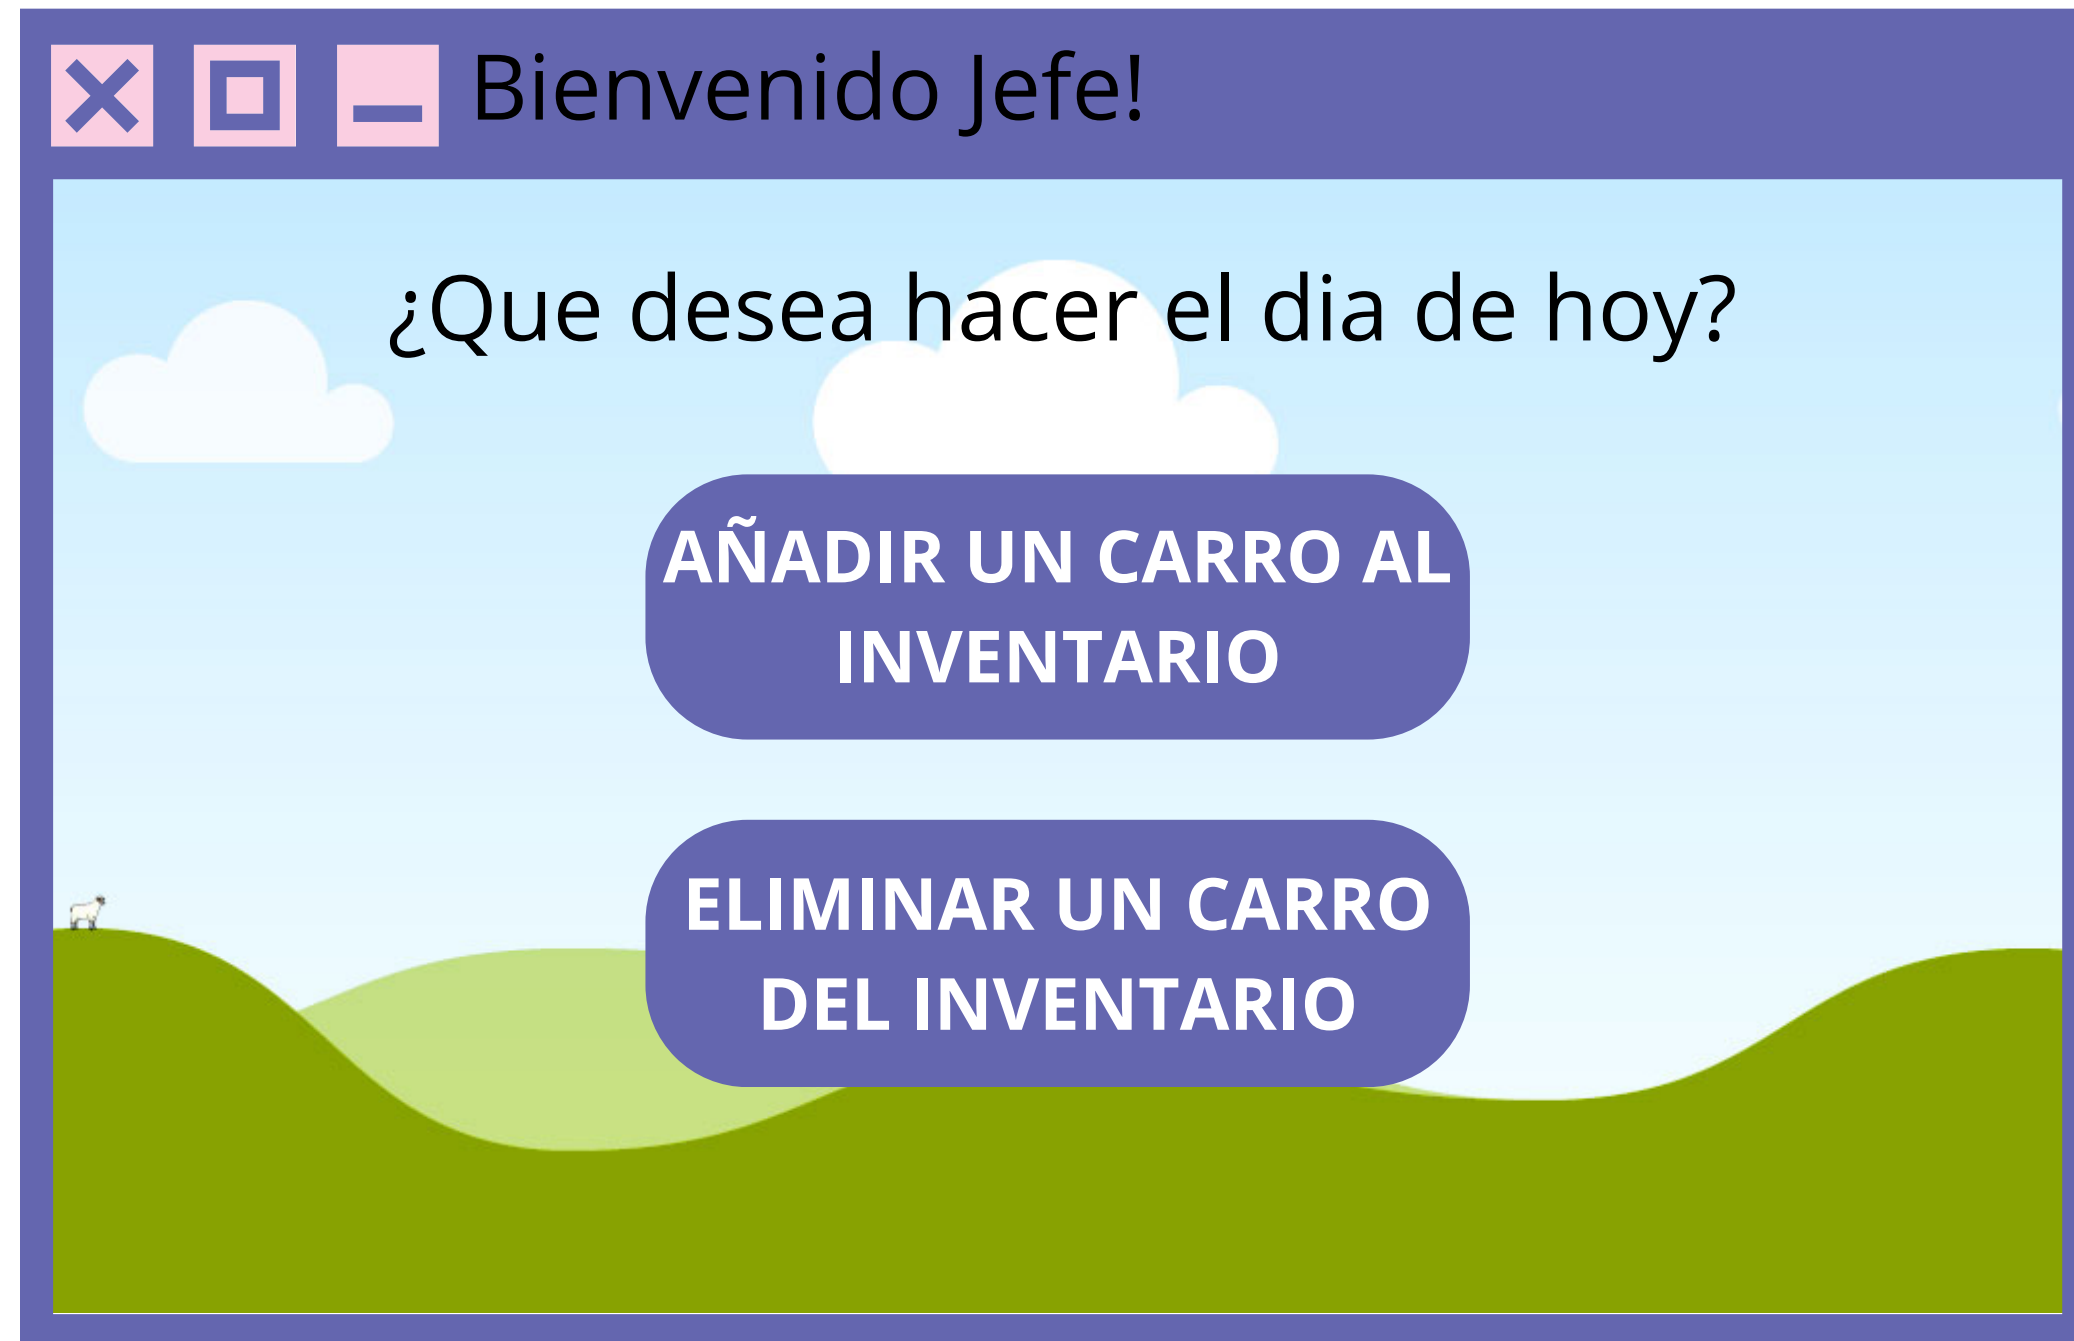 Bienvenido Jefe!
¿Que desea hacer el dia de hoy?
AÑADIR UN CARRO AL
INVENTARIO
ELIMINAR UN CARRO
DEL INVENTARIO